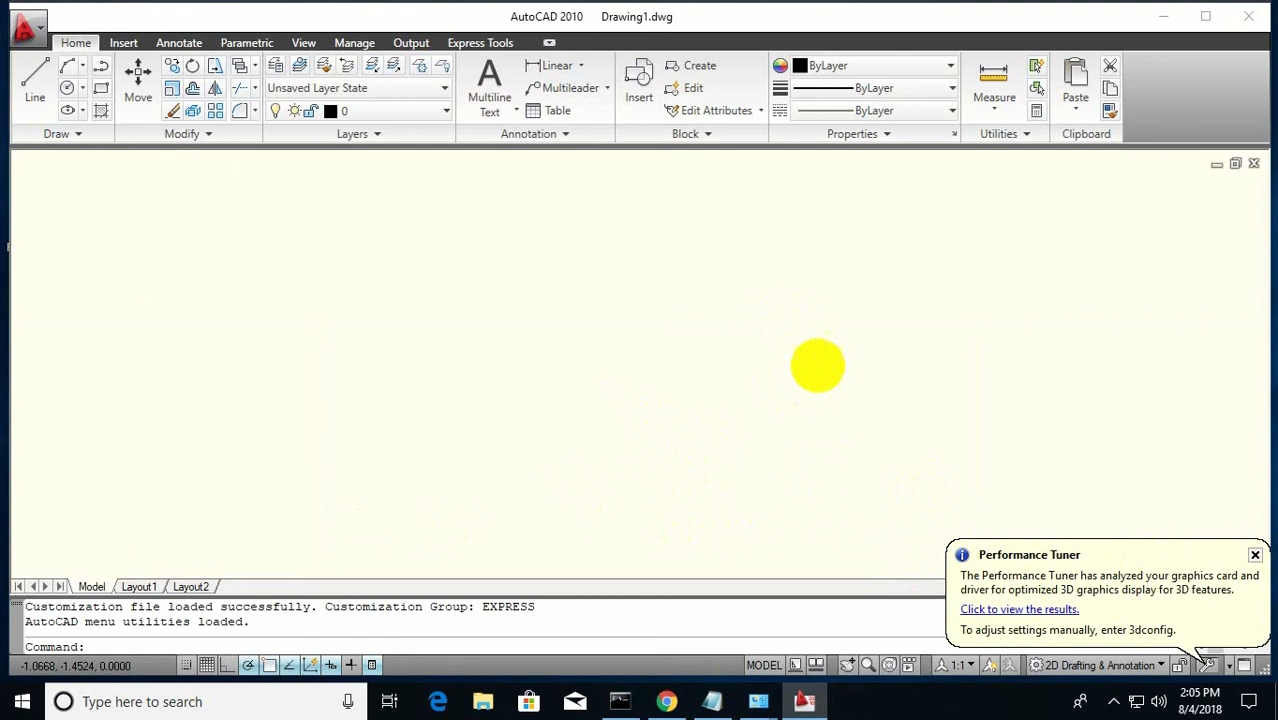 AutoCAD 2010 Drawing1.dwg
Home Insert Annotate Parametric View Manage Output Express Tools
Linear Create ByLayer
Unsaved Layer State Multileader Edit ByLayer
Line Move Multiline Text Insert Measure Paste
0 Table Edit Attributes ByLayer
Draw Modify Layers Annotation Block Properties Utilities Clipboard
Model Layout1 Layout2
Customization file loaded successfully. Customization Group: EXPRESS
AutoCAD menu utilities loaded.
Command:
Performance Tuner
The Performance Tuner has analyzed your graphics card and
driver for optimized 3D graphics display for 3D features.
Click to view the results.
To adjust settings manually, enter 3dconfig.
-1.0668, -1.4524, 0.0000 MODEL 1:1 2D Drafting & Annotation
Type here to search
2:05 PM
8/4/2018